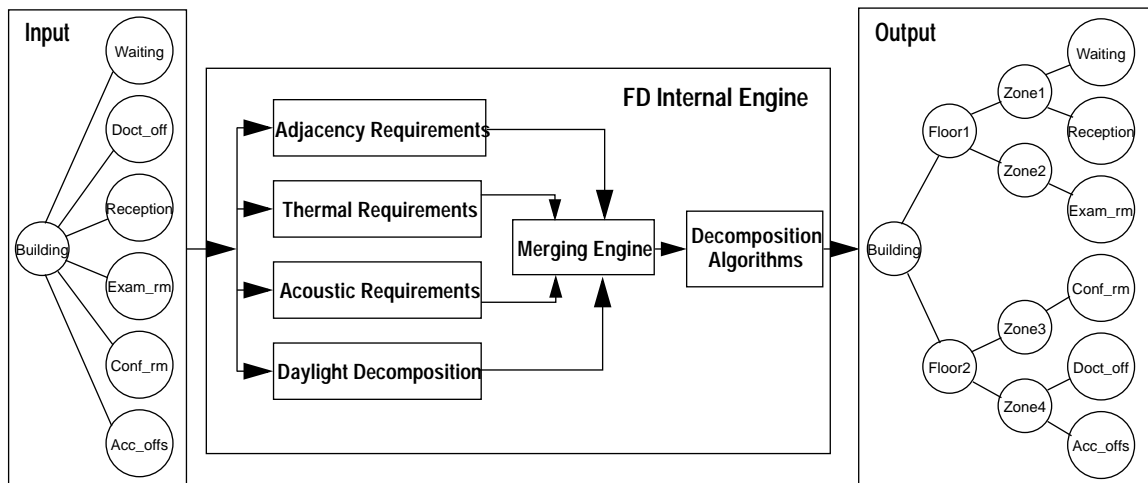 Input
Waiting
Doct_off
Reception
Building
Exam_rm
Conf_rm
Acc_offs
FD Internal Engine
Adjacency Requirements
Thermal Requirements
Acoustic Requirements
Daylight Decomposition
Merging Engine
Decomposition
Algorithms
Output
Building
Floor1
Floor2
Zone1
Zone2
Zone3
Zone4
Waiting
Reception
Exam_rm
Conf_rm
Doct_off
Acc_offs